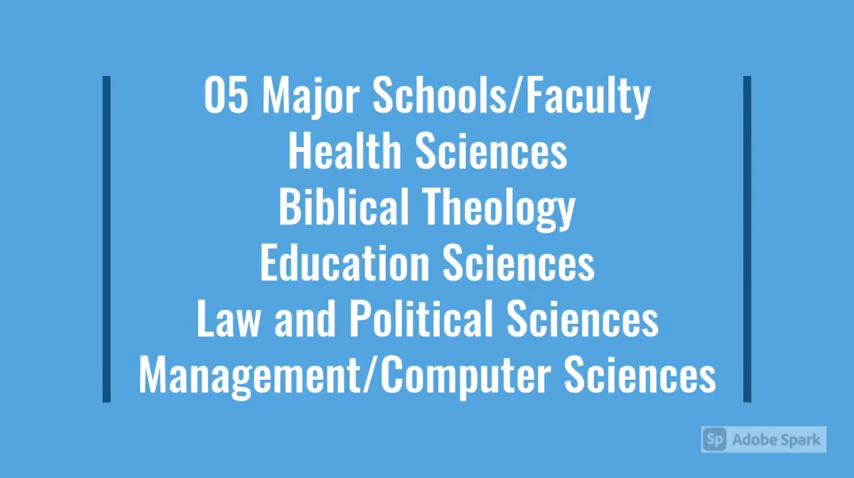 05 Major Schools/Faculty
Health Sciences
Biblical Theology
Education Sciences
Law and Political Sciences
Management/Computer Sciences
Sp Adobe Spark